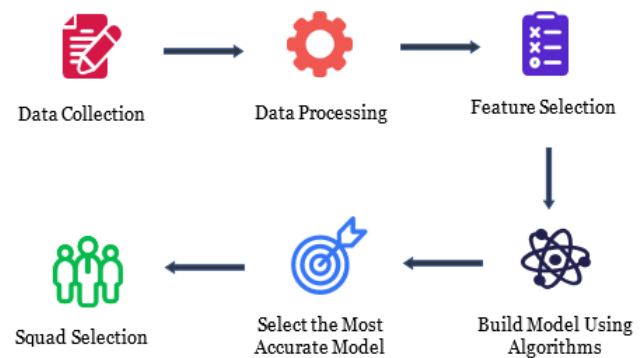 Data Collection
Data Processing
Feature Selection
Build Model Using
Algorithms
Select the Most
Accurate Model
Squad Selection